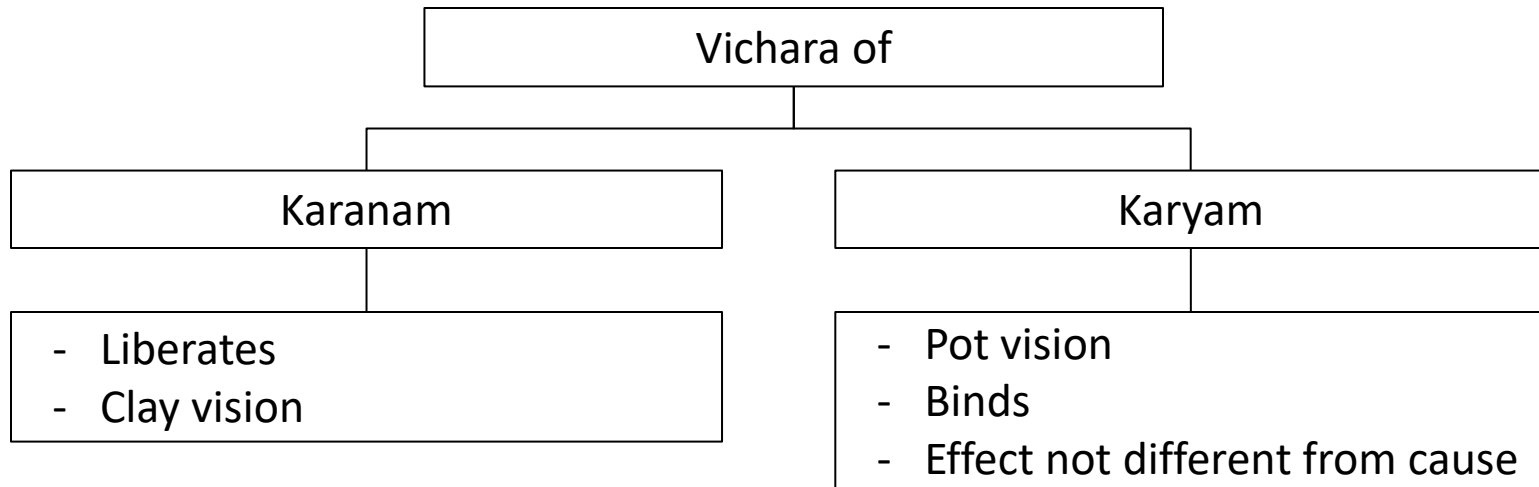 Vichara of
Karanam
Karyam
- Liberates
- Clay vision
- Pot vision
- Binds
- Effect not different from cause